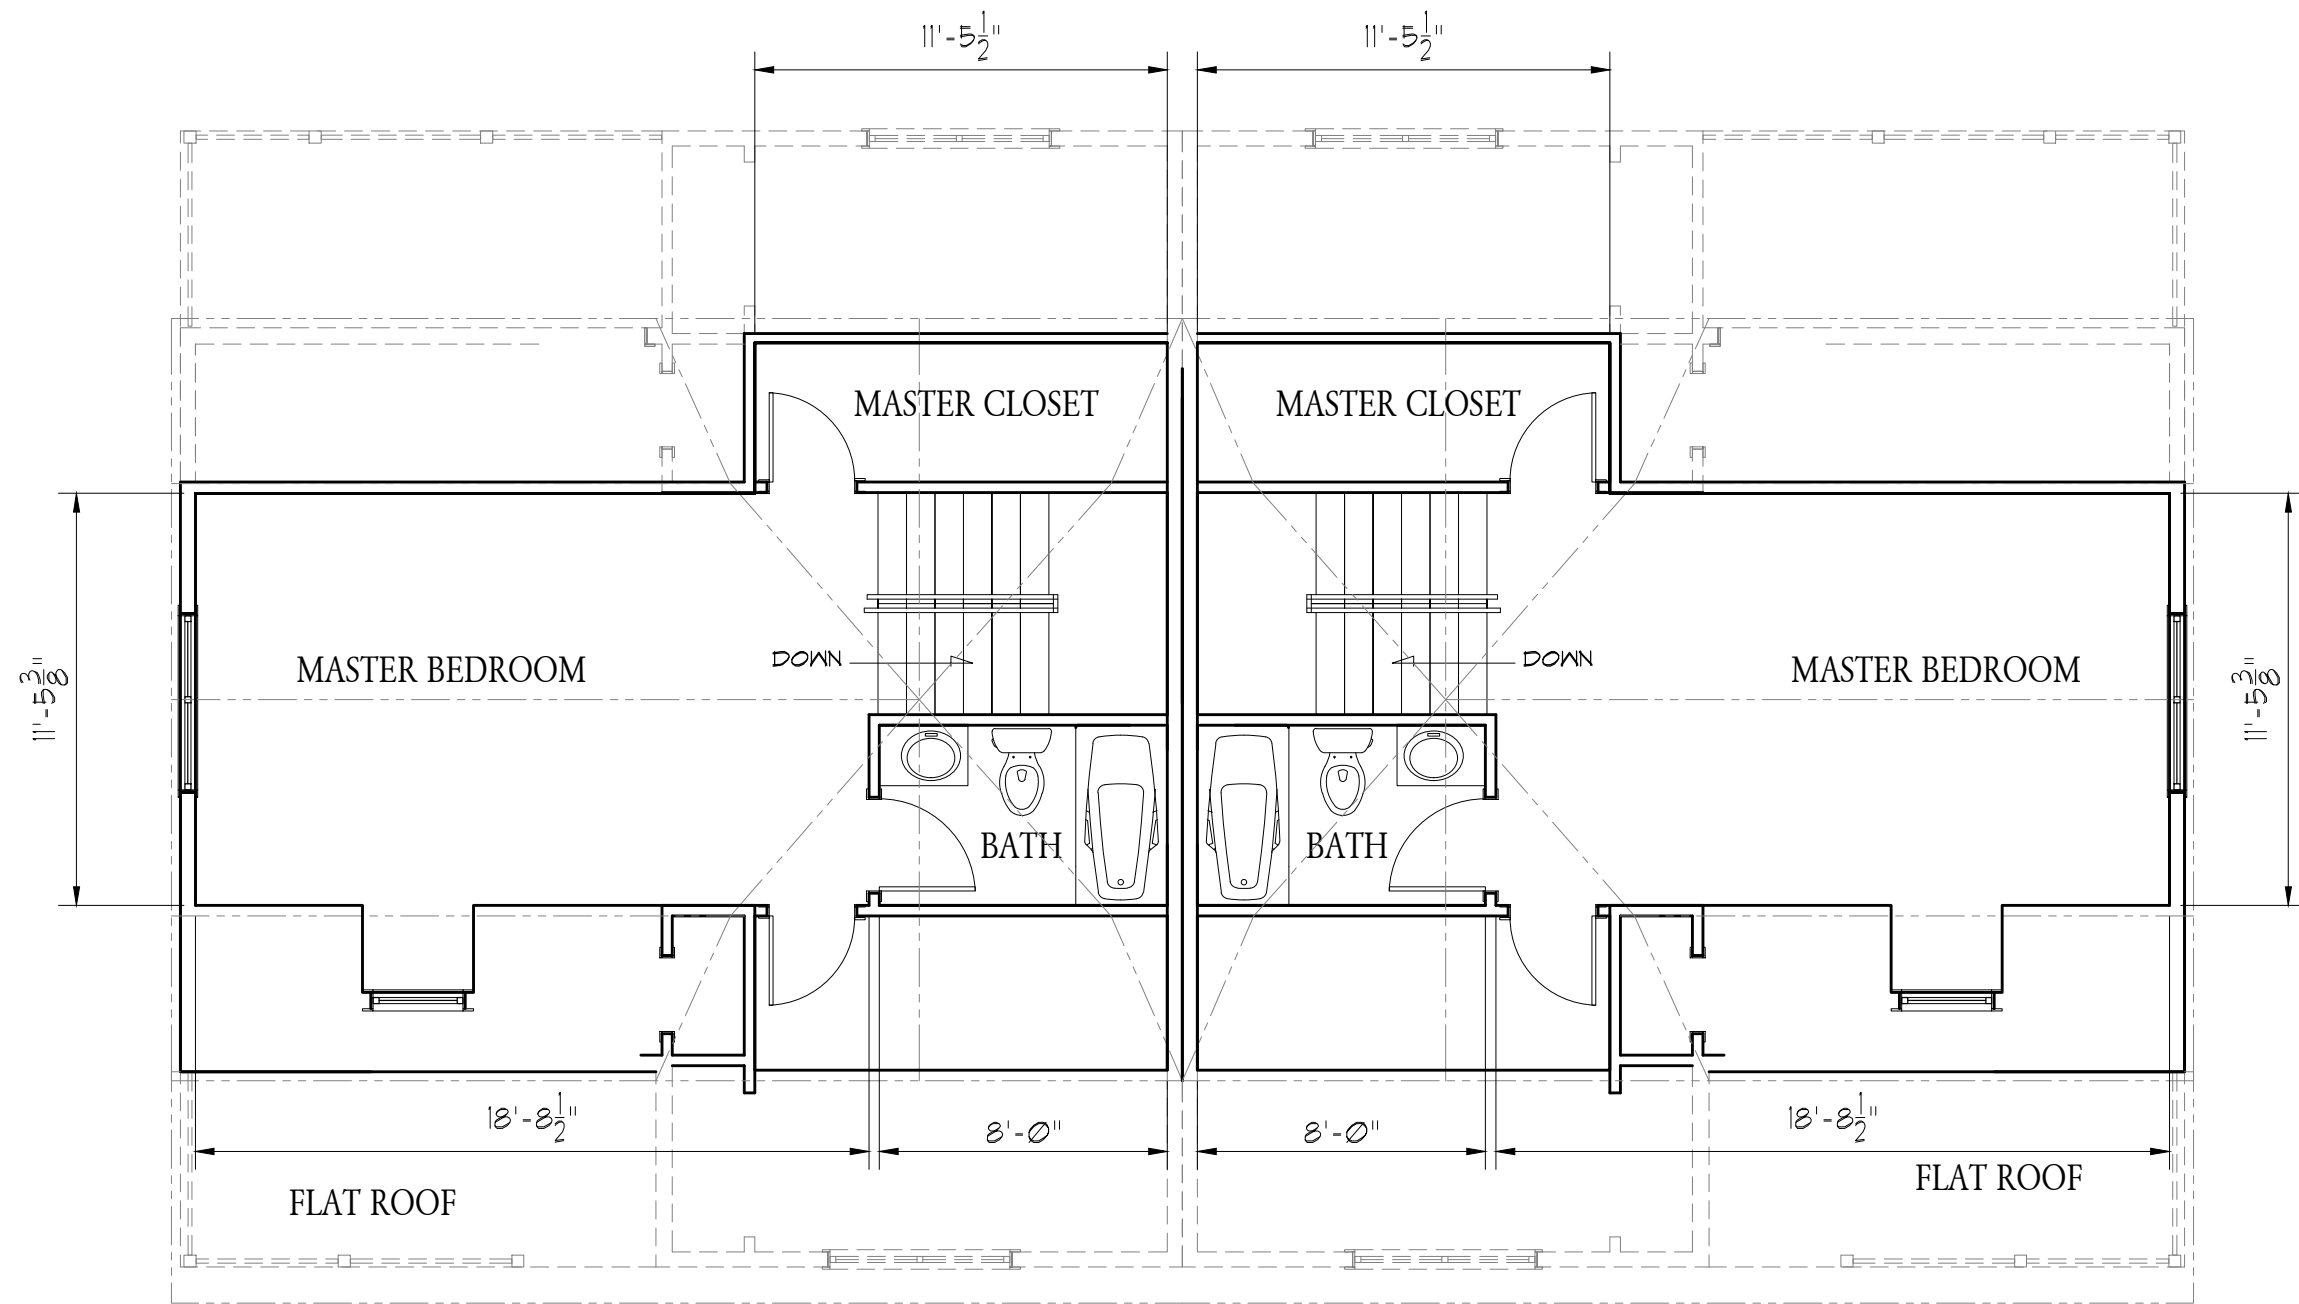 11'-5 1/2" 11'-5 1/2"
MASTER CLOSET MASTER CLOSET
DOWN DOWN
MASTER BEDROOM MASTER BEDROOM
11'-5 3/8" 11'-5 3/8"
BATH BATH
18'-8 1/2" 8'-0" 8'-0" 18'-8 1/2"
FLAT ROOF FLAT ROOF